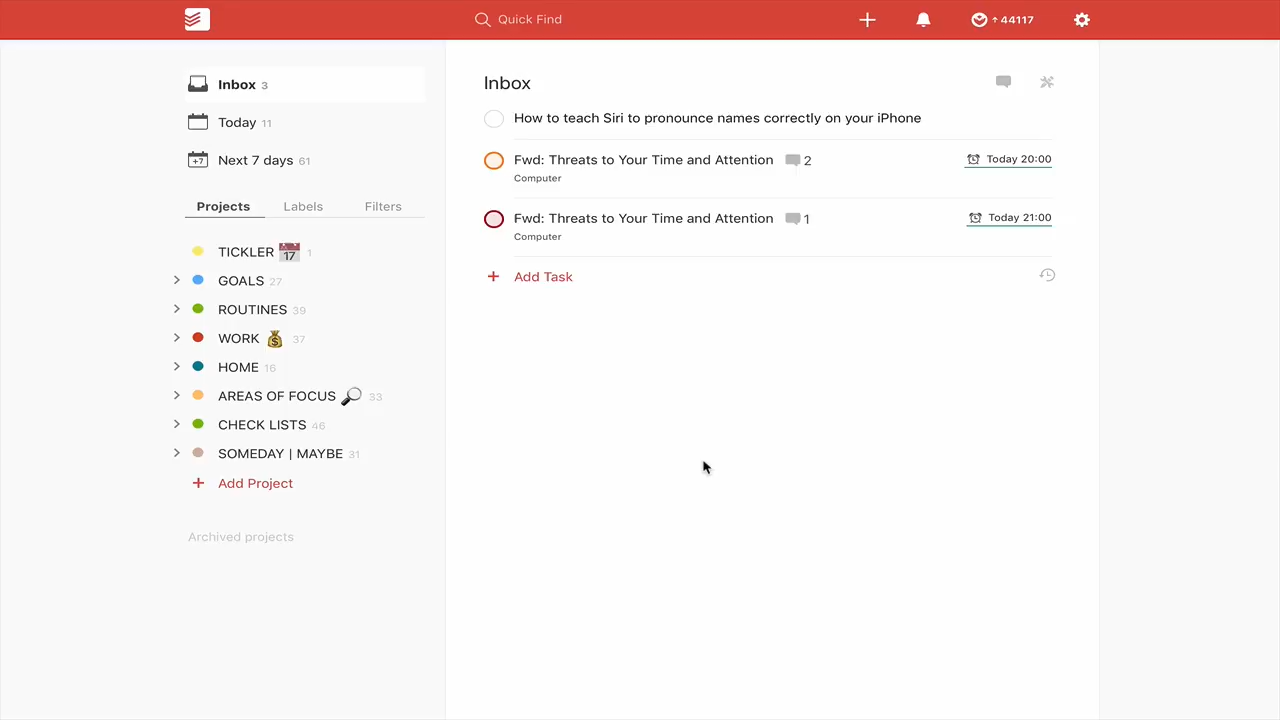 Quick Find
44117
Inbox 3
Today 11
+7 Next 7 days 61
Projects Labels Filters
TICKLER 17 1
GOALS 27
ROUTINES 39
WORK $ 37
HOME 16
AREAS OF FOCUS 33
CHECK LISTS 46
SOMEDAY | MAYBE 31
+ Add Project
Archived projects
Inbox
How to teach Siri to pronounce names correctly on your iPhone
Fwd: Threats to Your Time and Attention 2 Today 20:00
Computer
Fwd: Threats to Your Time and Attention 1 Today 21:00
Computer
+ Add Task